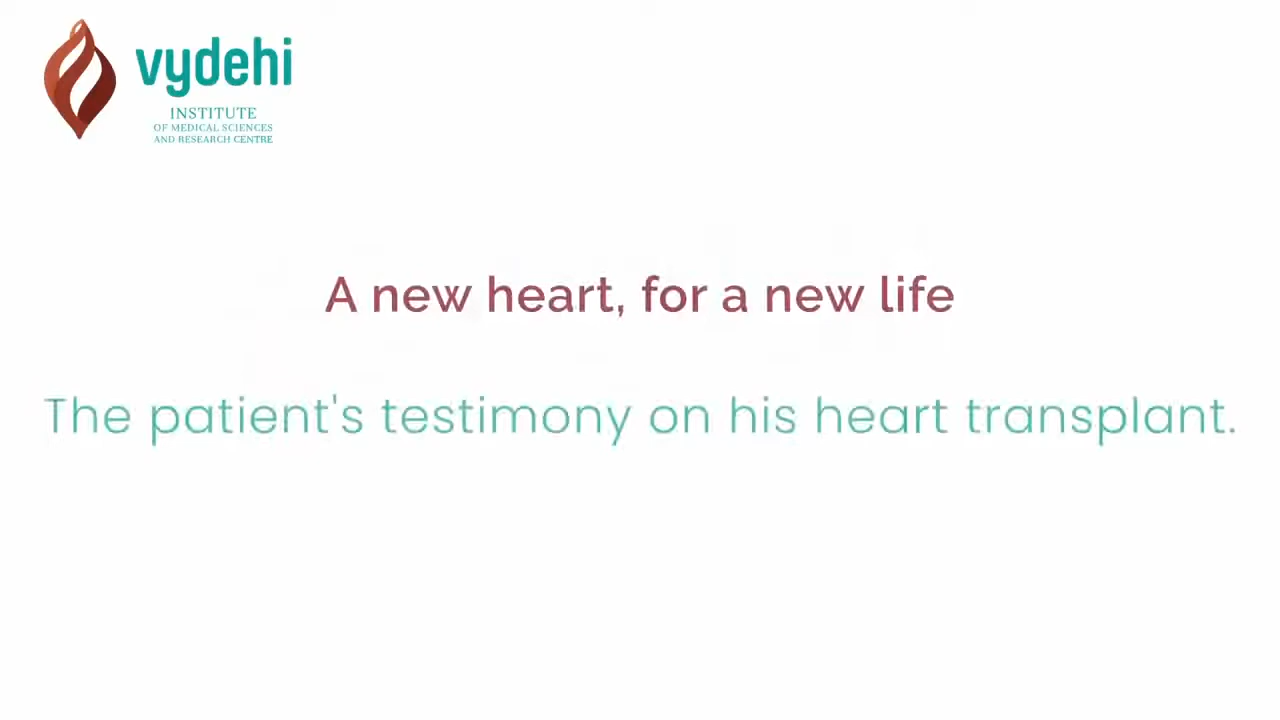 vydehi
INSTITUTE
OF MEDICAL SCIENCES
AND RESEARCH CENTRE
A new heart, for a new life
The patient's testimony on his heart transplant.